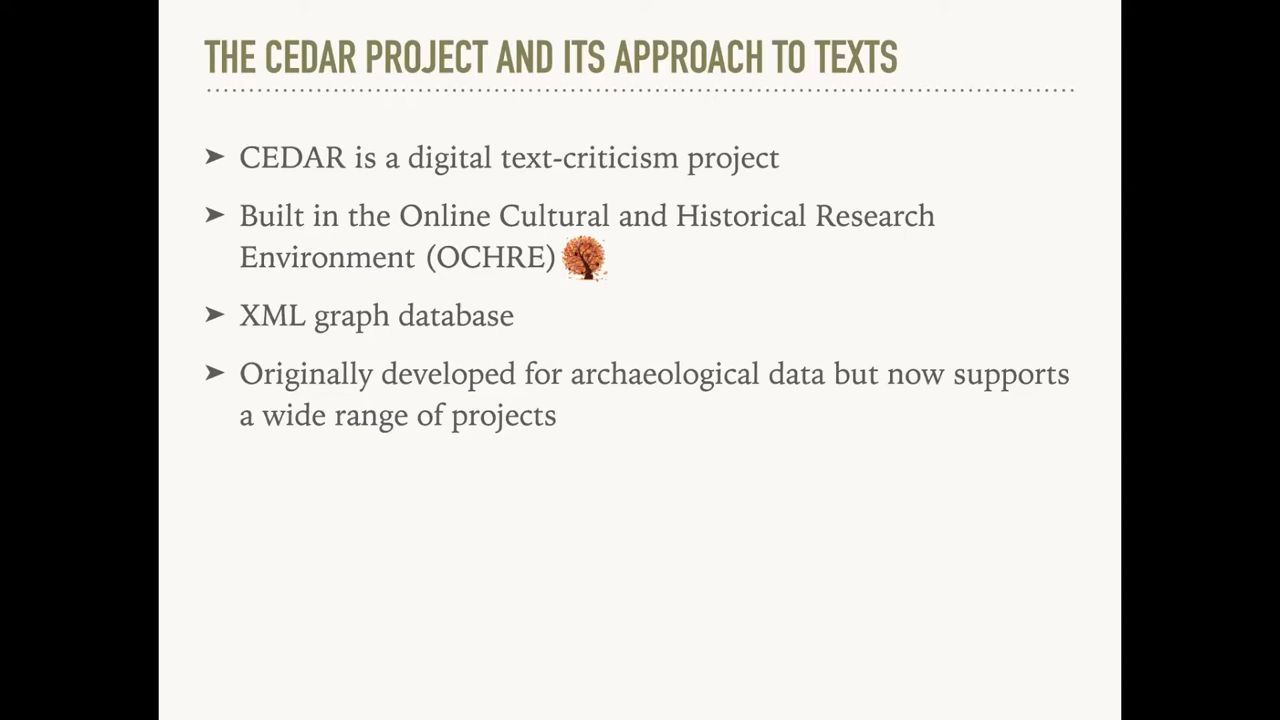 THE CEDAR PROJECT AND ITS APPROACH TO TEXTS
➤ CEDAR is a digital text-criticism project
➤ Built in the Online Cultural and Historical Research
Environment (OCHRE)
➤ XML graph database
➤ Originally developed for archaeological data but now supports
a wide range of projects